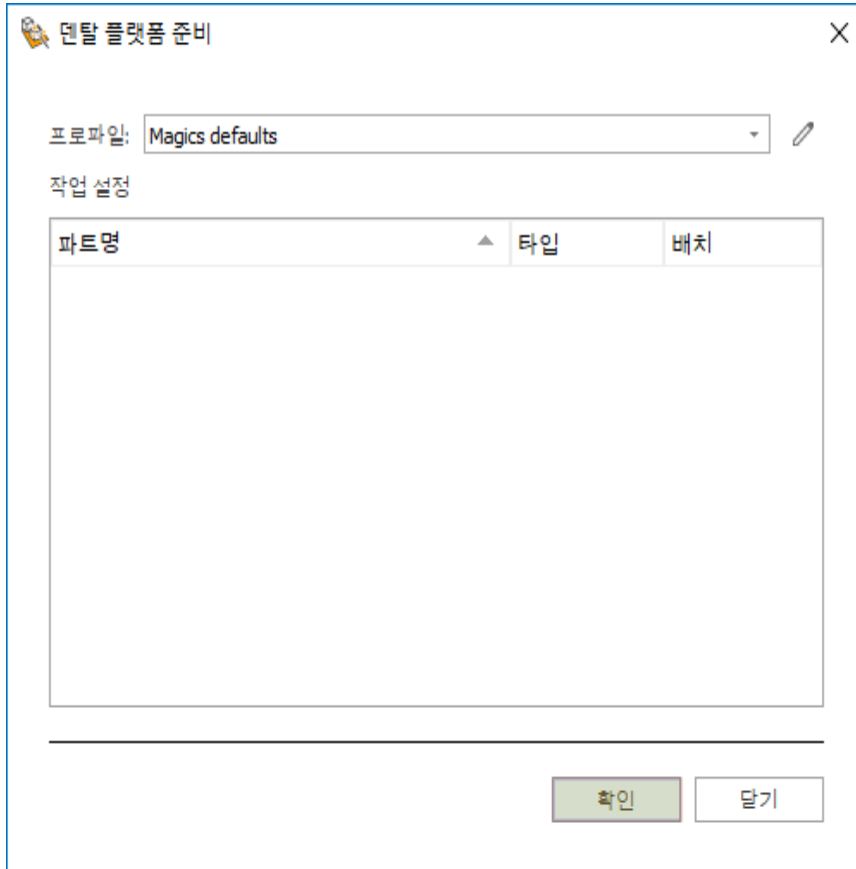 덴탈 플랫폼 준비
프로파일: Magics defaults
작업 설정
파트명 타입 배치
확인 닫기